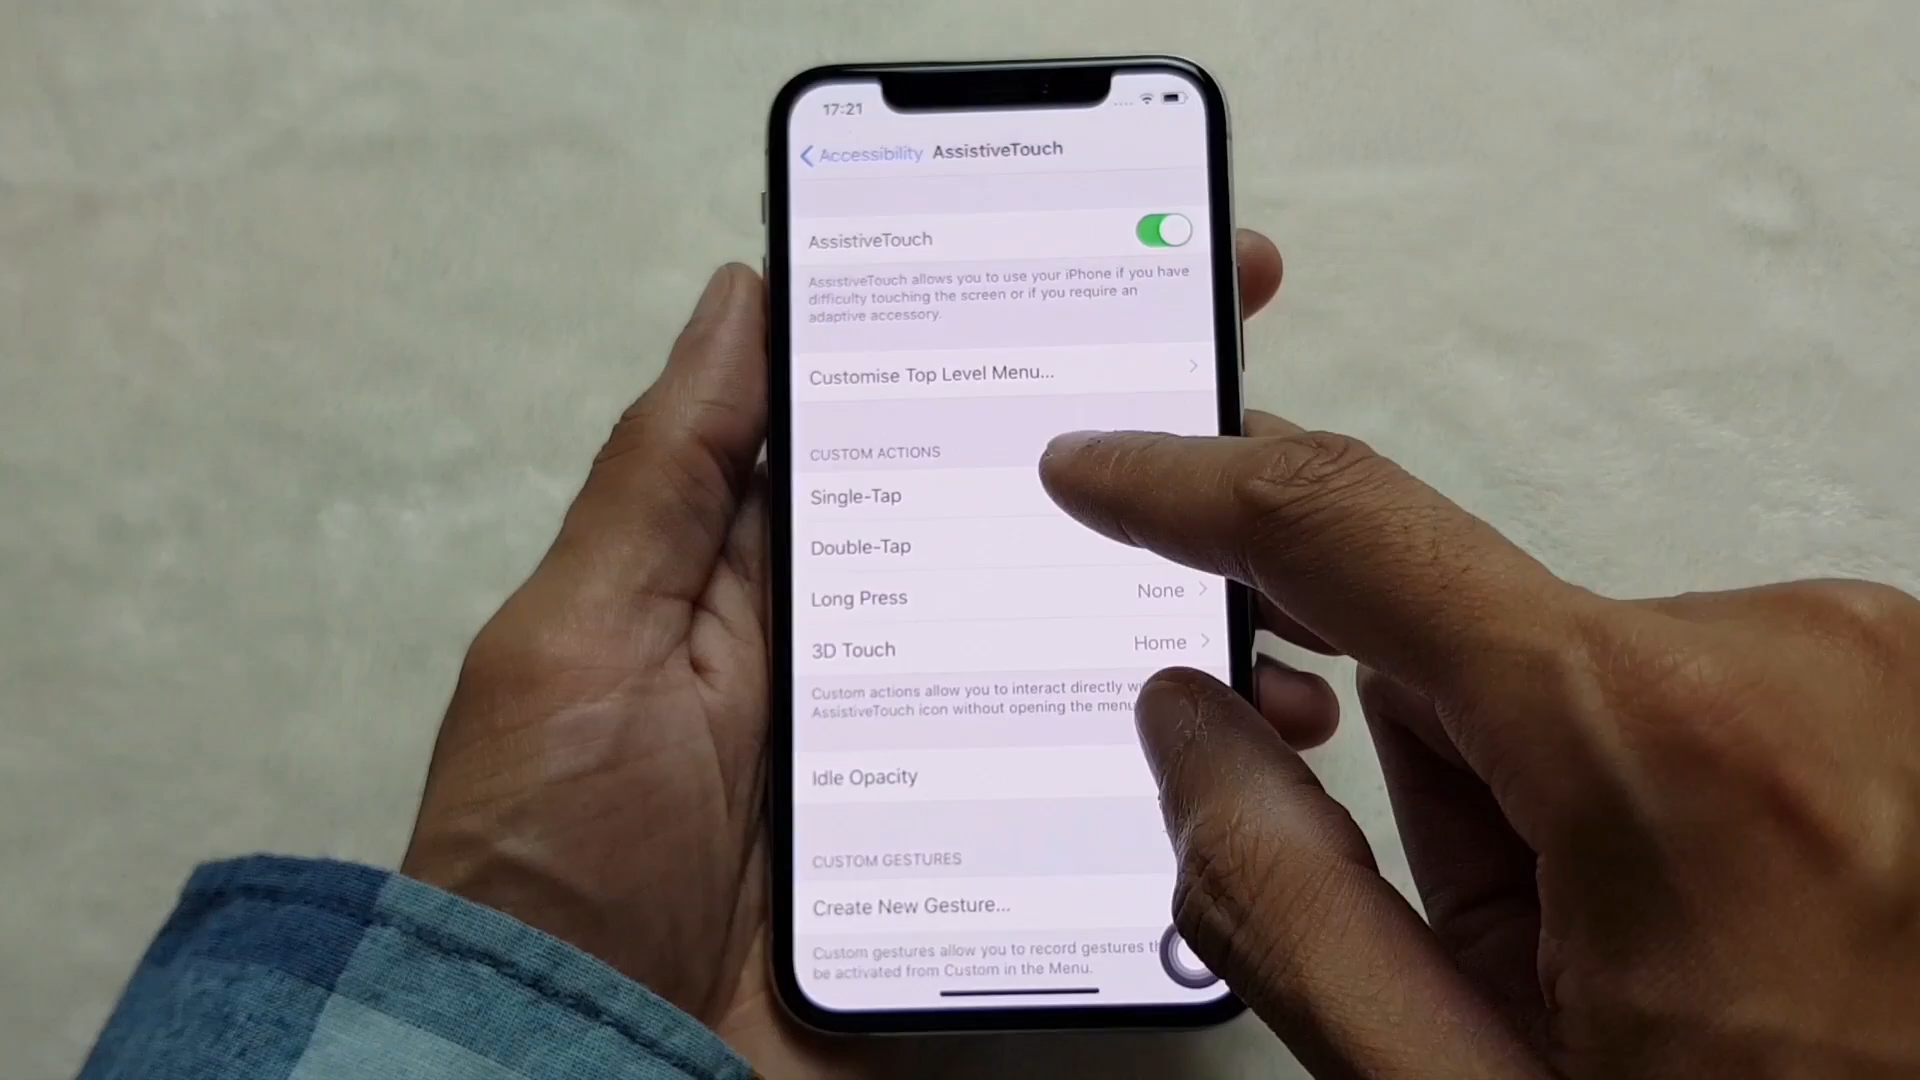 17:21
Accessibility AssistiveTouch
AssistiveTouch
AssistiveTouch allows you to use your iPhone if you have
difficulty touching the screen or if you require an
adaptive accessory.
Customise Top Level Menu...
CUSTOM ACTIONS
Single-Tap
Double-Tap
Long Press None
3D Touch Home
Custom actions allow you to interact directly
AssistiveTouch icon without opening the menu
Idle Opacity
CUSTOM GESTURES
Create New Gesture...
Custom gestures allow you to record gestures
be activated from Custom in the Menu.